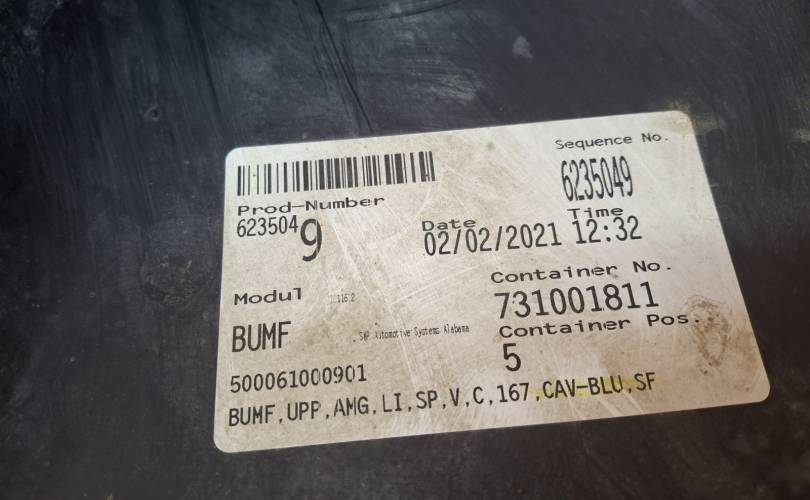 Sequence No.
6235049
Prod-Number
6235049
Date
02/02/2021
Time
12:32
Container No.
731001811
Modul
BUMF
Automotive Systems Alabama
Container Pos.
5
500061000901
BUMF,UPP,AMG,LI,SP,V,C,167,CAV-BLU,SF